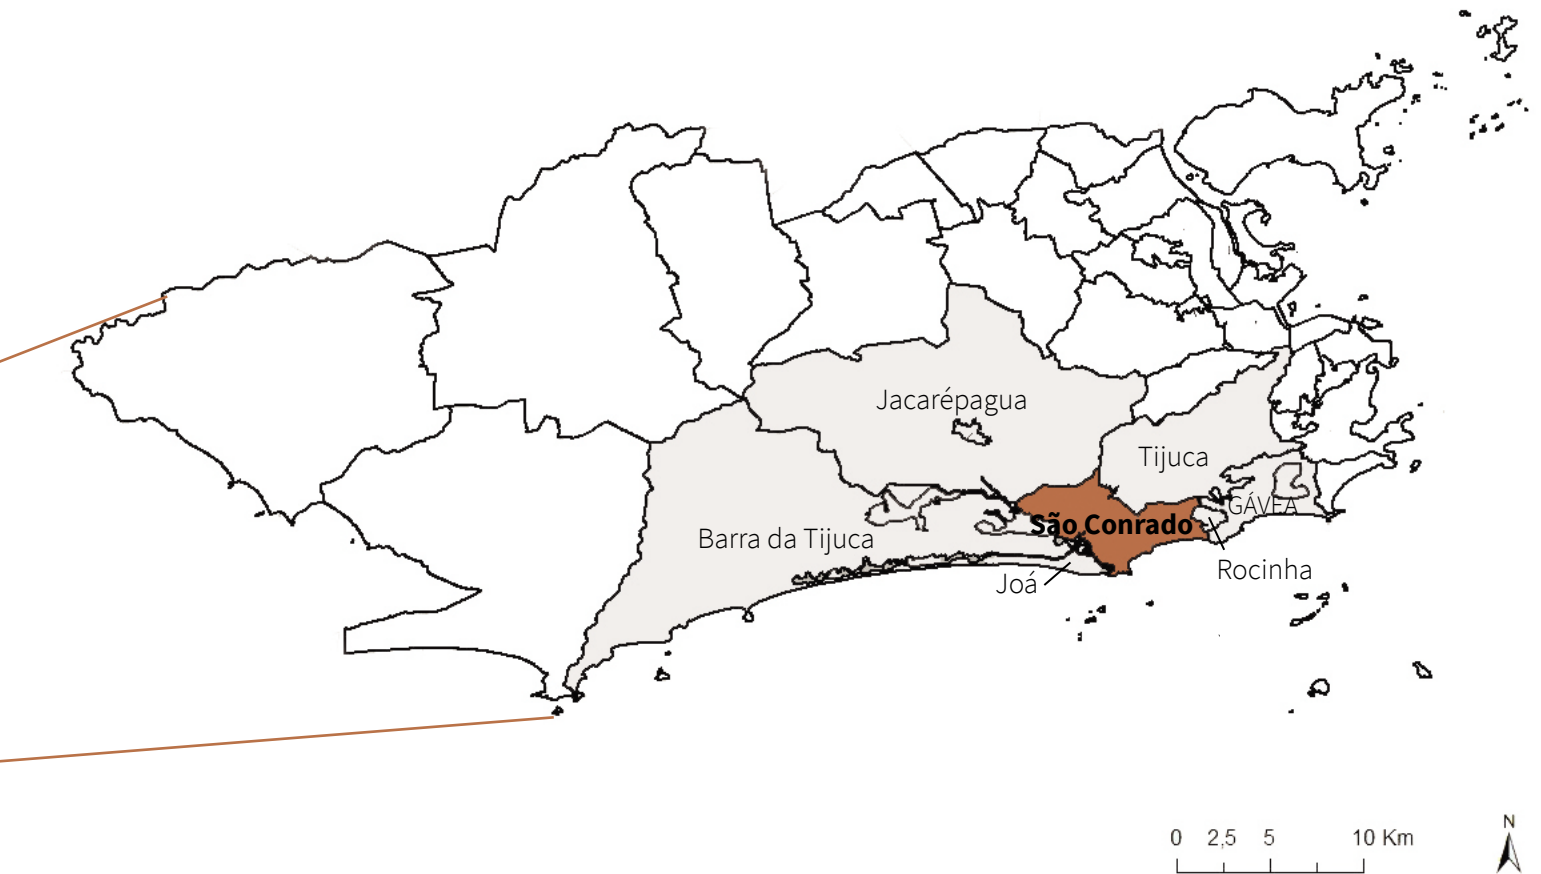 Jacarépagua
Tijuca
GÁVEA
São Conrado
Barra da Tijuca
Joá
Rocinha
N
0 2,5 5 10 Km